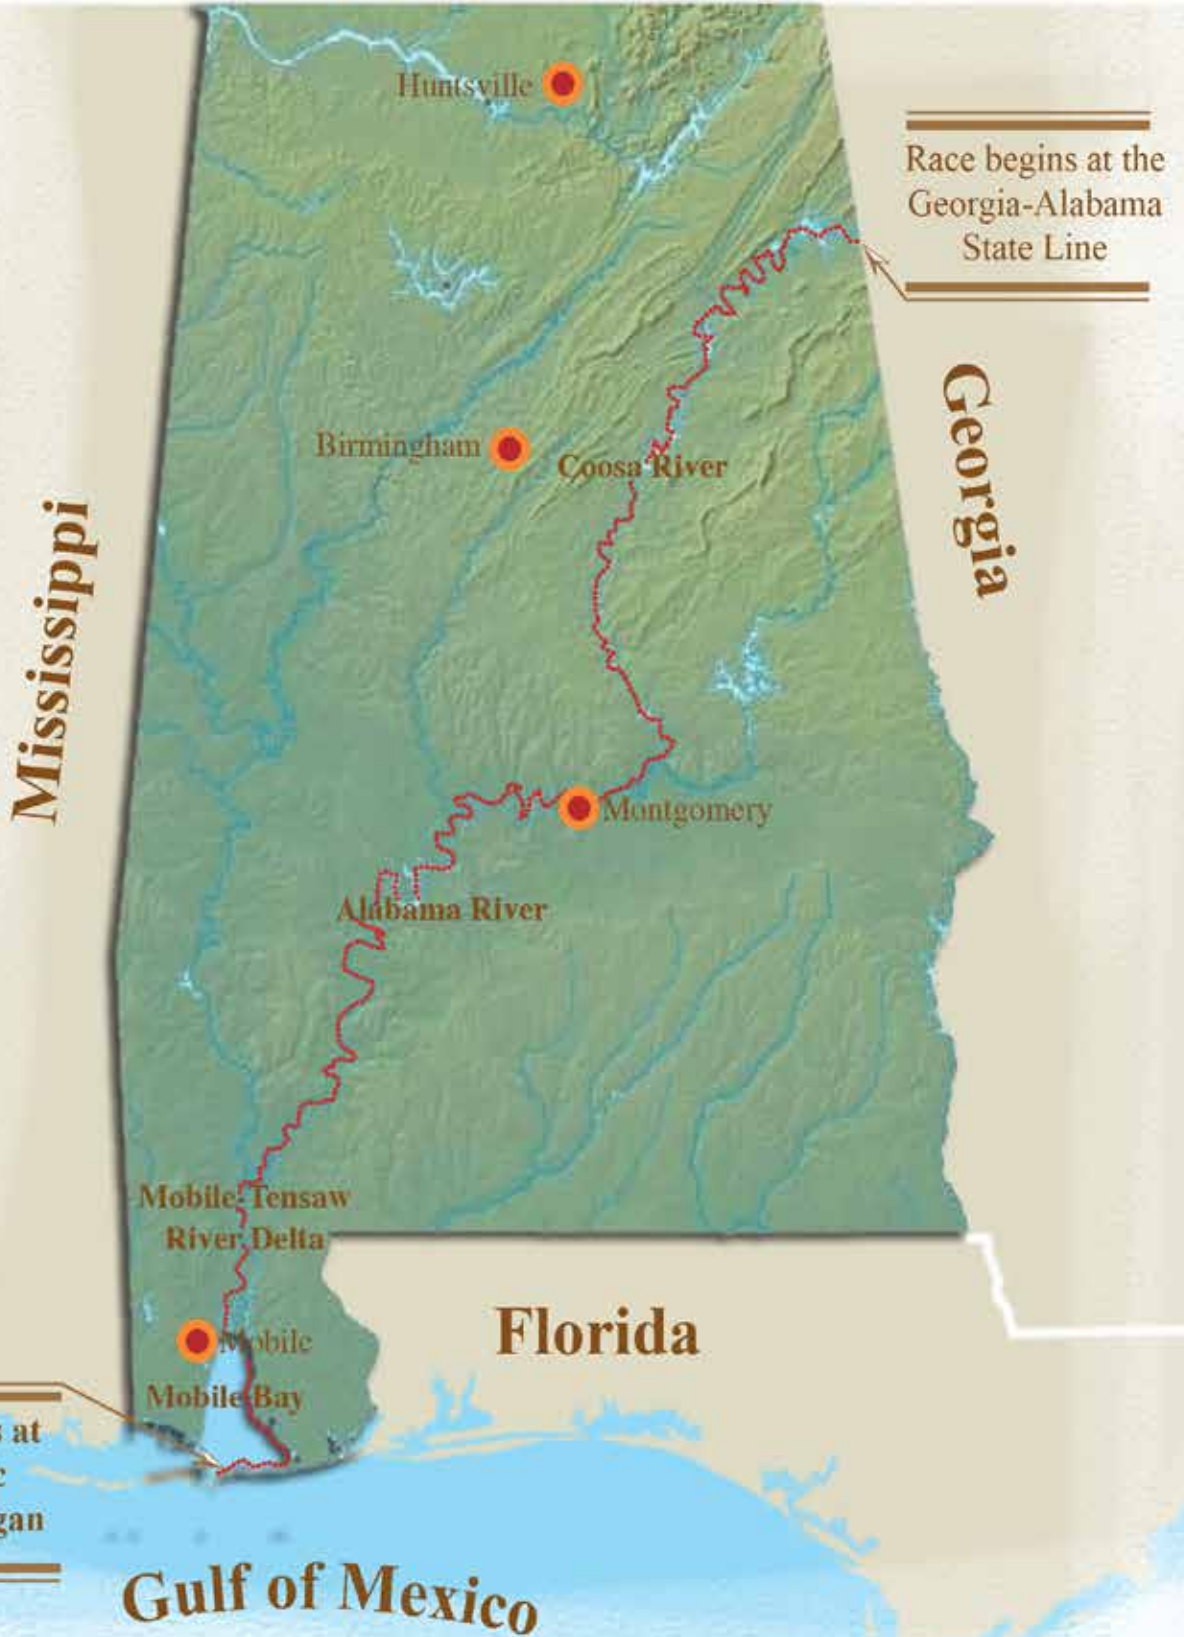 Huntsville
Race begins at the
Georgia-Alabama
State Line
Georgia
Birmingham
Coosa River
Mississippi
Montgomery
Alabama River
Mobile-Tensaw
River Delta
Florida
Mobile
Mobile Bay
at
Gulf of Mexico